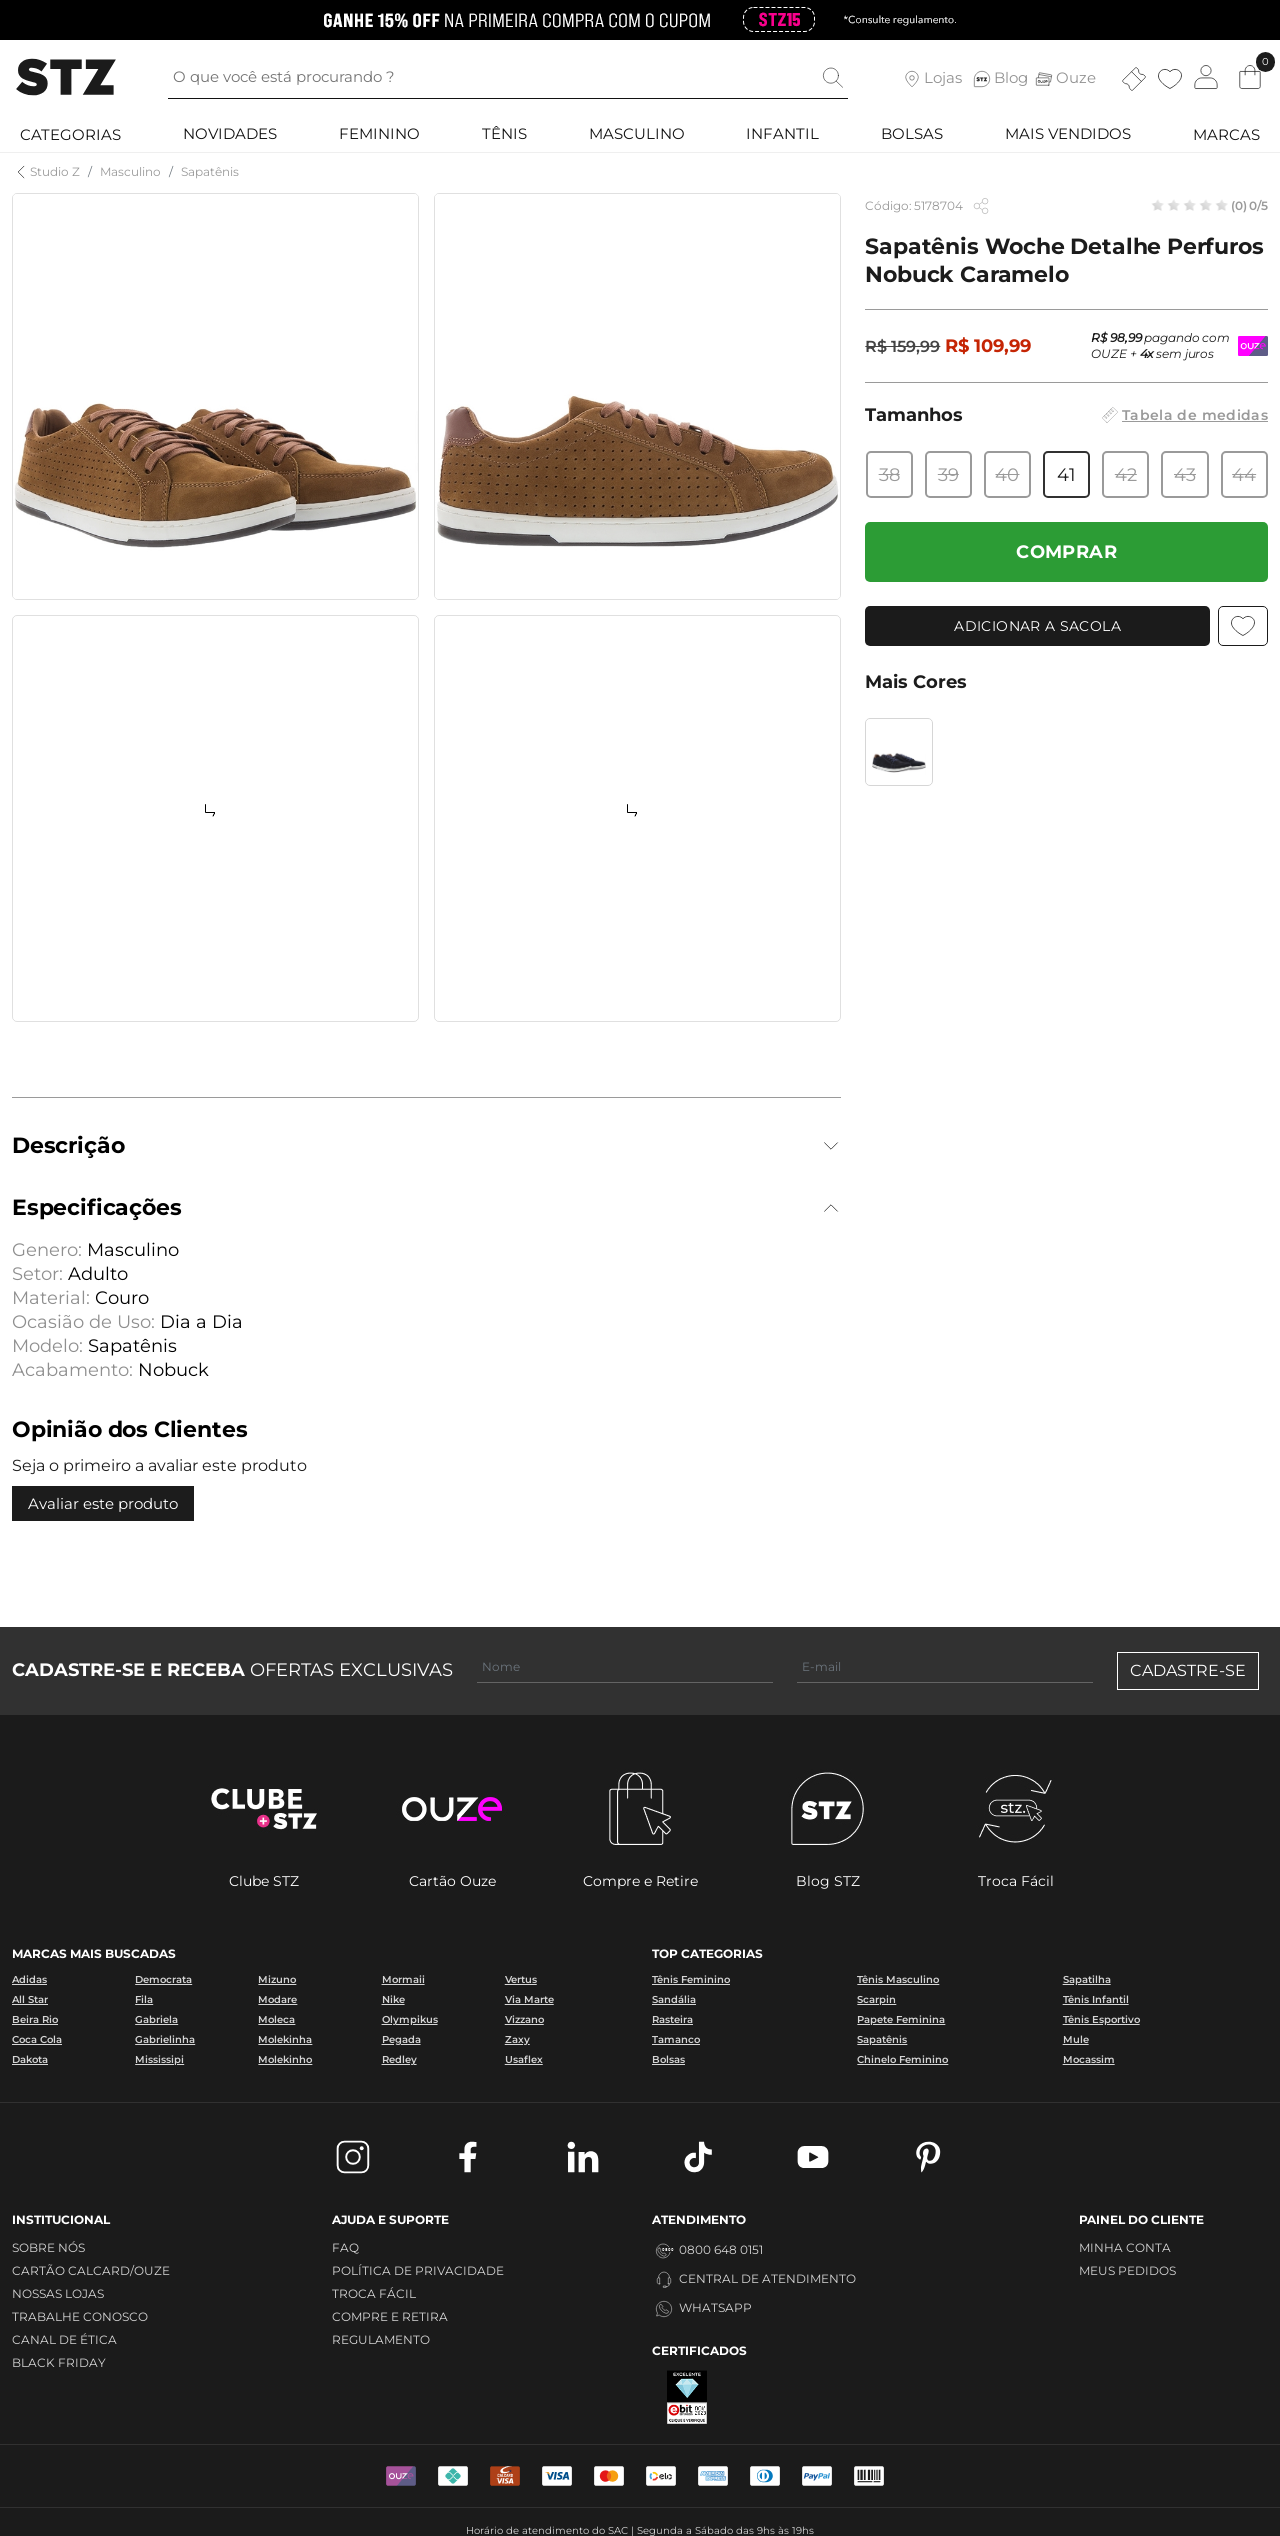 GANHE 15% OFF NA PRIMEIRA COMPRA COM O CUPOM STZ15 *Consulte regulamento.
STZ
O que você está procurando ?
Lojas
STZ Blog
Ouze
0
CATEGORIAS NOVIDADES FEMININO TÊNIS MASCULINO INFANTIL BOLSAS MAIS VENDIDOS MARCAS
Studio Z / Masculino / Sapatênis
Código: 5178704
(0) 0/5
Sapatênis Woche Detalhe Perfuros
Nobuck Caramelo
R$ 159,99 R$ 109,99
R$ 98,99 pagando com
OUZE + 4x sem juros
OUZ
Tamanhos
Tabela de medidas
38 39 40 41 42 43 44
COMPRAR
ADICIONAR A SACOLA
Mais Cores
Descrição
Especificações
Genero: Masculino
Setor: Adulto
Material: Couro
Ocasião de Uso: Dia a Dia
Modelo: Sapatênis
Acabamento: Nobuck
Opinião dos Clientes
Seja o primeiro a avaliar este produto
Avaliar este produto
CADASTRE-SE E RECEBA OFERTAS EXCLUSIVAS
Nome
E-mail
CADASTRE-SE
CLUBE
+STZ
ouze
STZ
stz.
Clube STZ
Cartão Ouze
Compre e Retire
Blog STZ
Troca Fácil
MARCAS MAIS BUSCADAS
Adidas Democrata Mizuno Mormaii Vertus
All Star Fila Modare Nike Via Marte
Beira Rio Gabriela Moleca Olympikus Vizzano
Coca Cola Gabrielinha Molekinha Pegada Zaxy
Dakota Mississipi Molekinho Redley Usaflex
TOP CATEGORIAS
Tênis Feminino Tênis Masculino Sapatilha
Sandália Scarpin Tênis Infantil
Rasteira Papete Feminina Tênis Esportivo
Tamanco Sapatênis Mule
Bolsas Chinelo Feminino Mocassim
INSTITUCIONAL
SOBRE NÓS
CARTÃO CALCARD/OUZE
NOSSAS LOJAS
TRABALHE CONOSCO
CANAL DE ÉTICA
BLACK FRIDAY
AJUDA E SUPORTE
FAQ
POLÍTICA DE PRIVACIDADE
TROCA FÁCIL
COMPRE E RETIRA
REGULAMENTO
ATENDIMENTO
0800 648 0151
CENTRAL DE ATENDIMENTO
WHATSAPP
CERTIFICADOS
EXCELENTE
ebit
CLIQUE E VERIFIQUE
PAINEL DO CLIENTE
MINHA CONTA
MEUS PEDIDOS
OUZ
VISA
VISA
elo
PayPal
Horário de atendimento do SAC | Segunda a Sábado das 9hs às 19hs